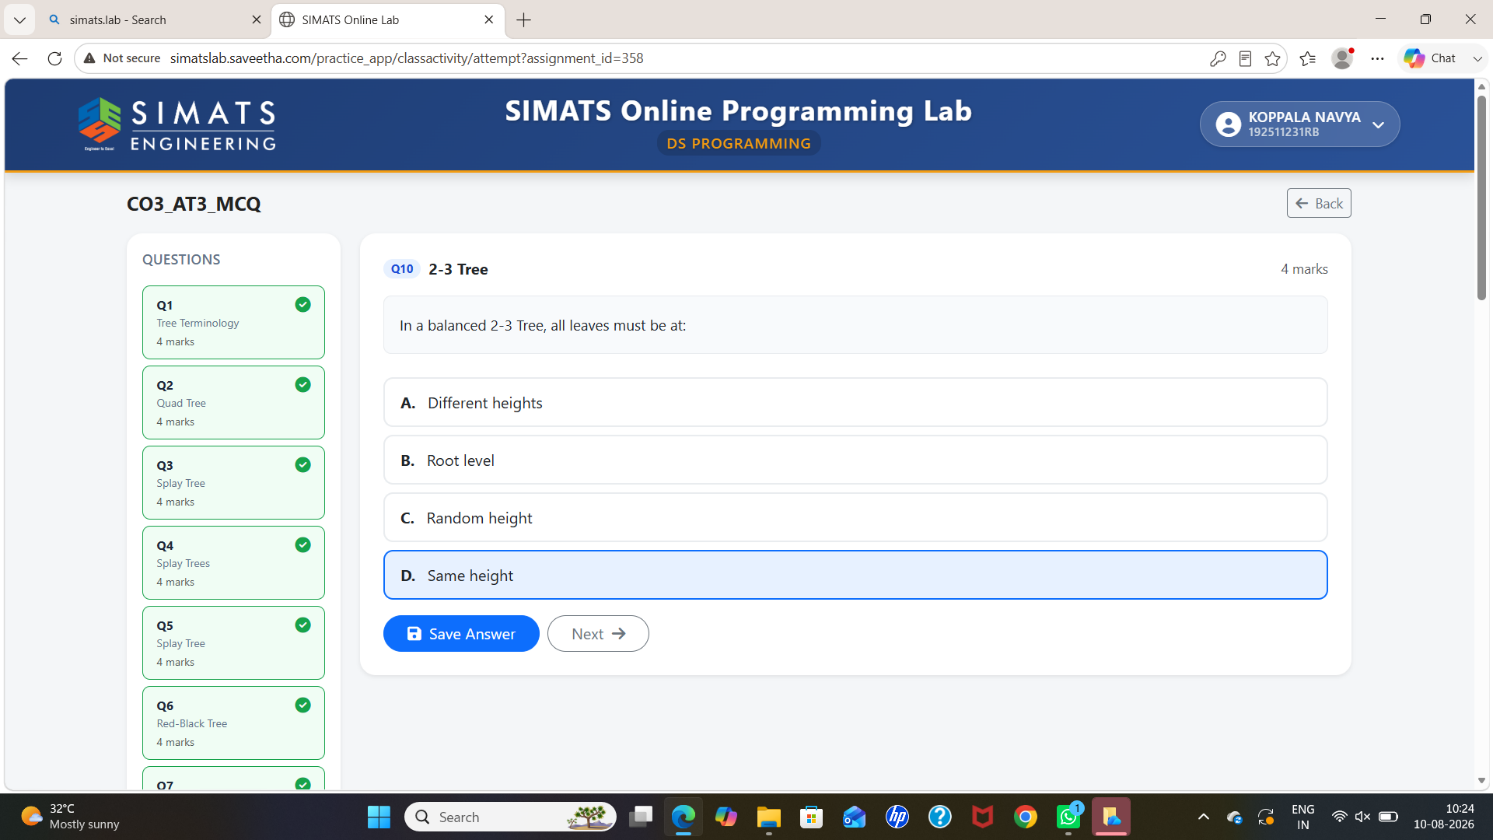 simats.lab - Search
SIMATS Online Lab
Not secure
simatslab.saveetha.com/practice_app/classactivity/attempt?assignment_id=358
Chat
SIMATS
ENGINEERING
Engineer to Excel
SIMATS Online Programming Lab
DS PROGRAMMING
KOPPALA NAVYA
192511231RB
CO3_AT3_MCQ
Back
QUESTIONS
Q1
Tree Terminology
4 marks
Q2
Quad Tree
4 marks
Q3
Splay Tree
4 marks
Q4
Splay Trees
4 marks
Q5
Splay Tree
4 marks
Q6
Red-Black Tree
4 marks
Q7
Q10 2-3 Tree
4 marks
In a balanced 2-3 Tree, all leaves must be at:
A. Different heights
B. Root level
C. Random height
D. Same height
Save Answer
Next
32°C
Mostly sunny
Search
hp
1
ENG
IN
10:24
10-08-2026